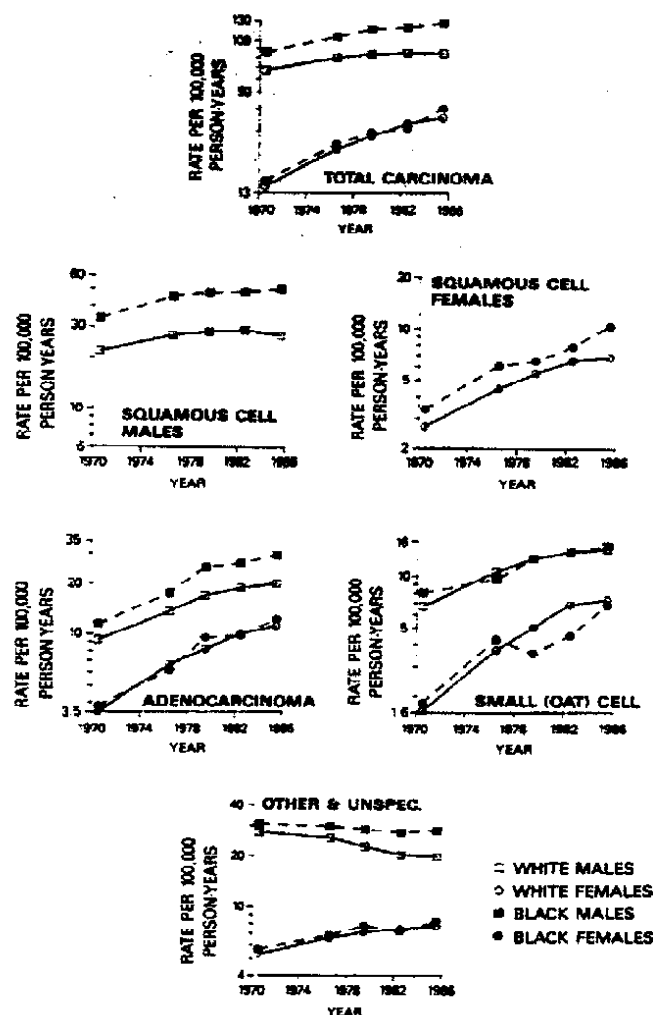 130
100
50
13
RATE PER 100,000
PERSON-YEARS
TOTAL CARCINOMA
1970 1974 1978 1982 1986
YEAR
60
30
10
6
RATE PER 100,000
PERSON-YEARS
SQUAMOUS CELL
MALES
1970 1974 1978 1982 1986
YEAR
SQUAMOUS CELL
FEMALES
20
10
5
2
RATE PER 100,000
PERSON-YEARS
1970 1974 1978 1982 1986
YEAR
35
20
10
3.5
RATE PER 100,000
PERSON-YEARS
ADENOCARCINOMA
1970 1974 1978 1982 1986
YEAR
16
10
5
1.6
RATE PER 100,000
PERSON-YEARS
SMALL (OAT) CELL
1970 1974 1978 1982 1986
YEAR
OTHER & UNSPEC.
40
20
10
4
RATE PER 100,000
PERSON-YEARS
1970 1974 1978 1982 1986
YEAR
WHITE MALES
WHITE FEMALES
BLACK MALES
BLACK FEMALES